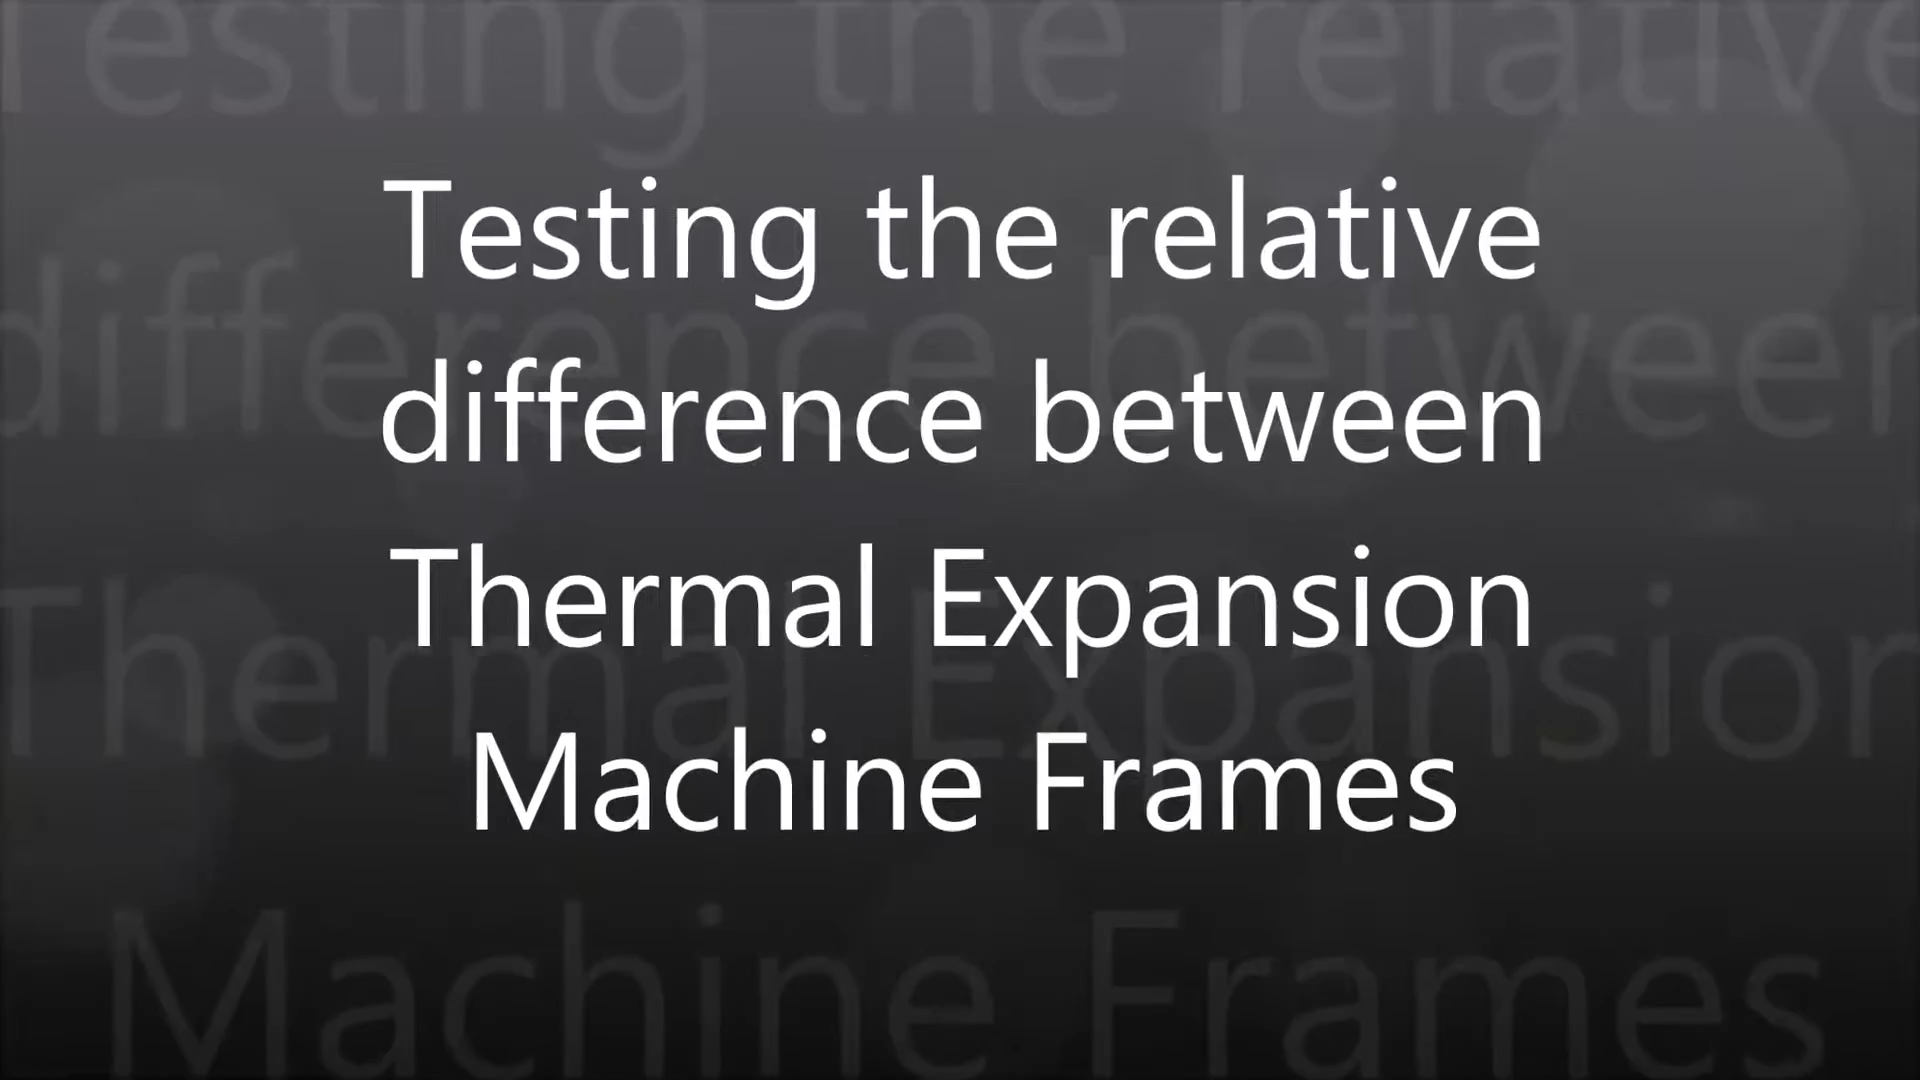 Testing the relative
difference between
Thermal Expansion
Machine Frames